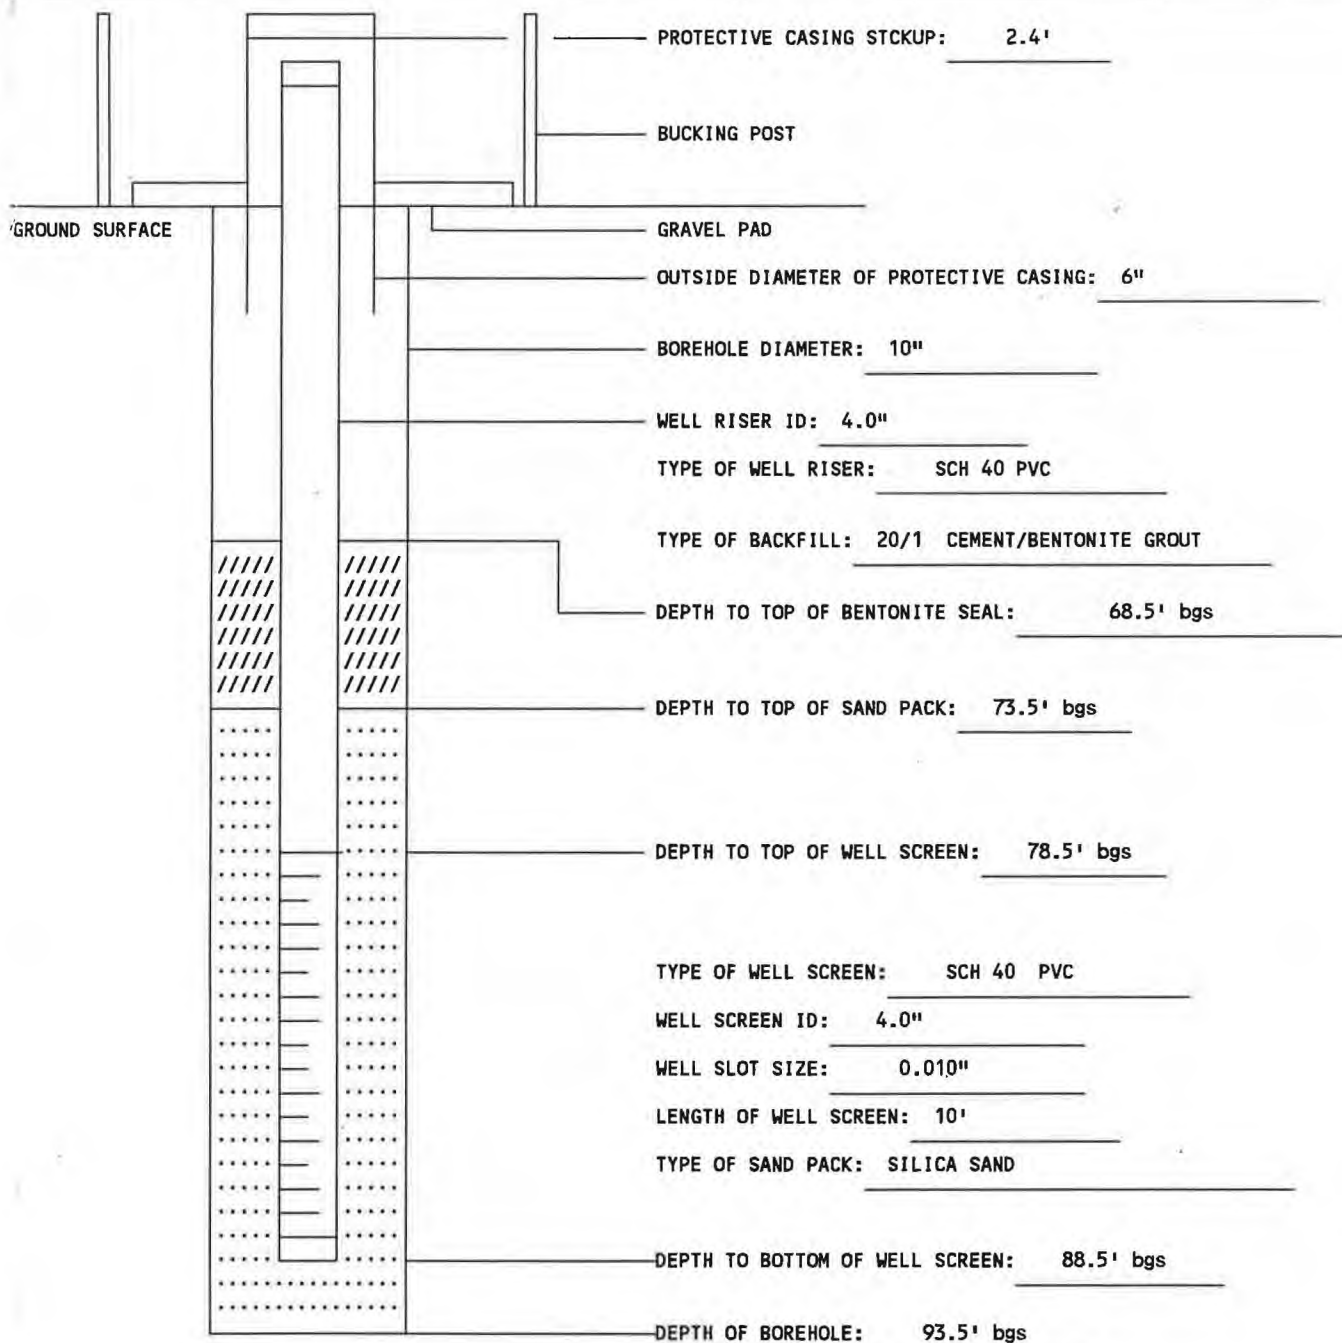 PROTECTIVE CASING STCKUP: 2.4'
BUCKING POST
GROUND SURFACE
GRAVEL PAD
OUTSIDE DIAMETER OF PROTECTIVE CASING: 6"
BOREHOLE DIAMETER: 10"
WELL RISER ID: 4.0"
TYPE OF WELL RISER: SCH 40 PVC
TYPE OF BACKFILL: 20/1 CEMENT/BENTONITE GROUT
DEPTH TO TOP OF BENTONITE SEAL: 68.5' bgs
DEPTH TO TOP OF SAND PACK: 73.5' bgs
DEPTH TO TOP OF WELL SCREEN: 78.5' bgs
TYPE OF WELL SCREEN: SCH 40 PVC
WELL SCREEN ID: 4.0"
WELL SLOT SIZE: 0.010"
LENGTH OF WELL SCREEN: 10'
TYPE OF SAND PACK: SILICA SAND
DEPTH TO BOTTOM OF WELL SCREEN: 88.5' bgs
DEPTH OF BOREHOLE: 93.5' bgs